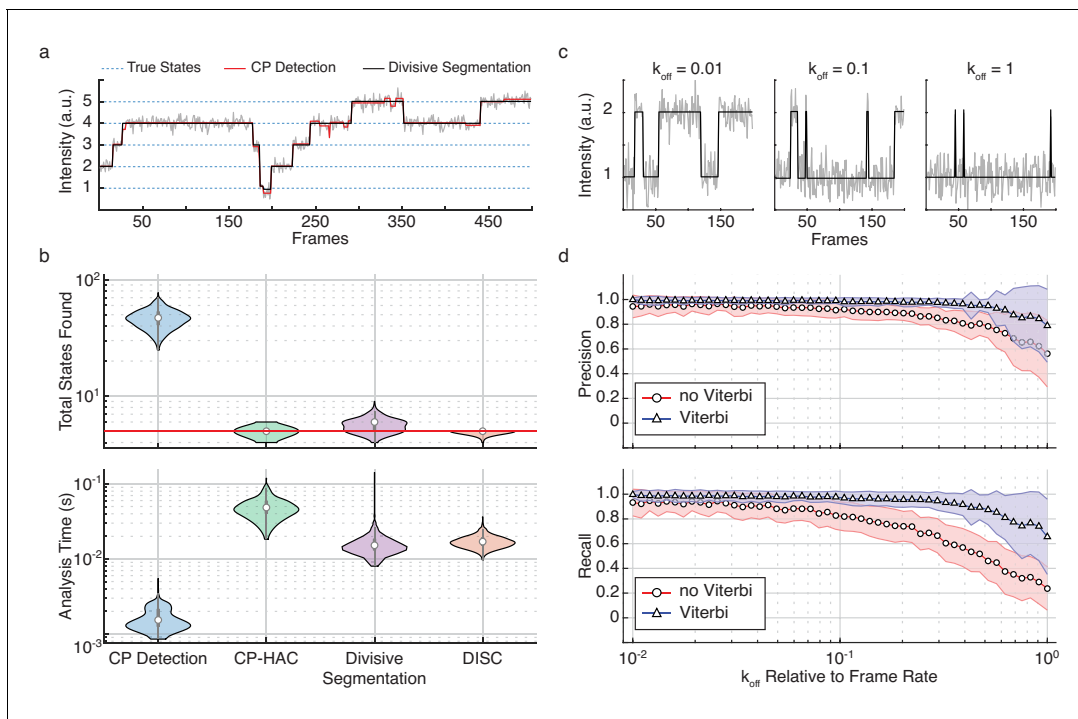 a
True States
CP Detection
Divisive Segmentation
Intensity (a.u.)
5
4
3
2
1
50
150
250
350
450
Frames
c
k_off = 0.01
k_off = 0.1
k_off = 1
Intensity (a.u.)
2
1
50 150
50 150
50 150
Frames
b
Total States Found
10²
10¹
Analysis Time (s)
10⁻¹
10⁻²
10⁻³
CP Detection
CP-HAC
Divisive
Segmentation
DISC
d
Precision
1.0
0.8
0.6
0.4
0.2
0
no Viterbi
Viterbi
Recall
1.0
0.8
0.6
0.4
0.2
0
no Viterbi
Viterbi
10⁻²
10⁻¹
10⁰
k_off Relative to Frame Rate